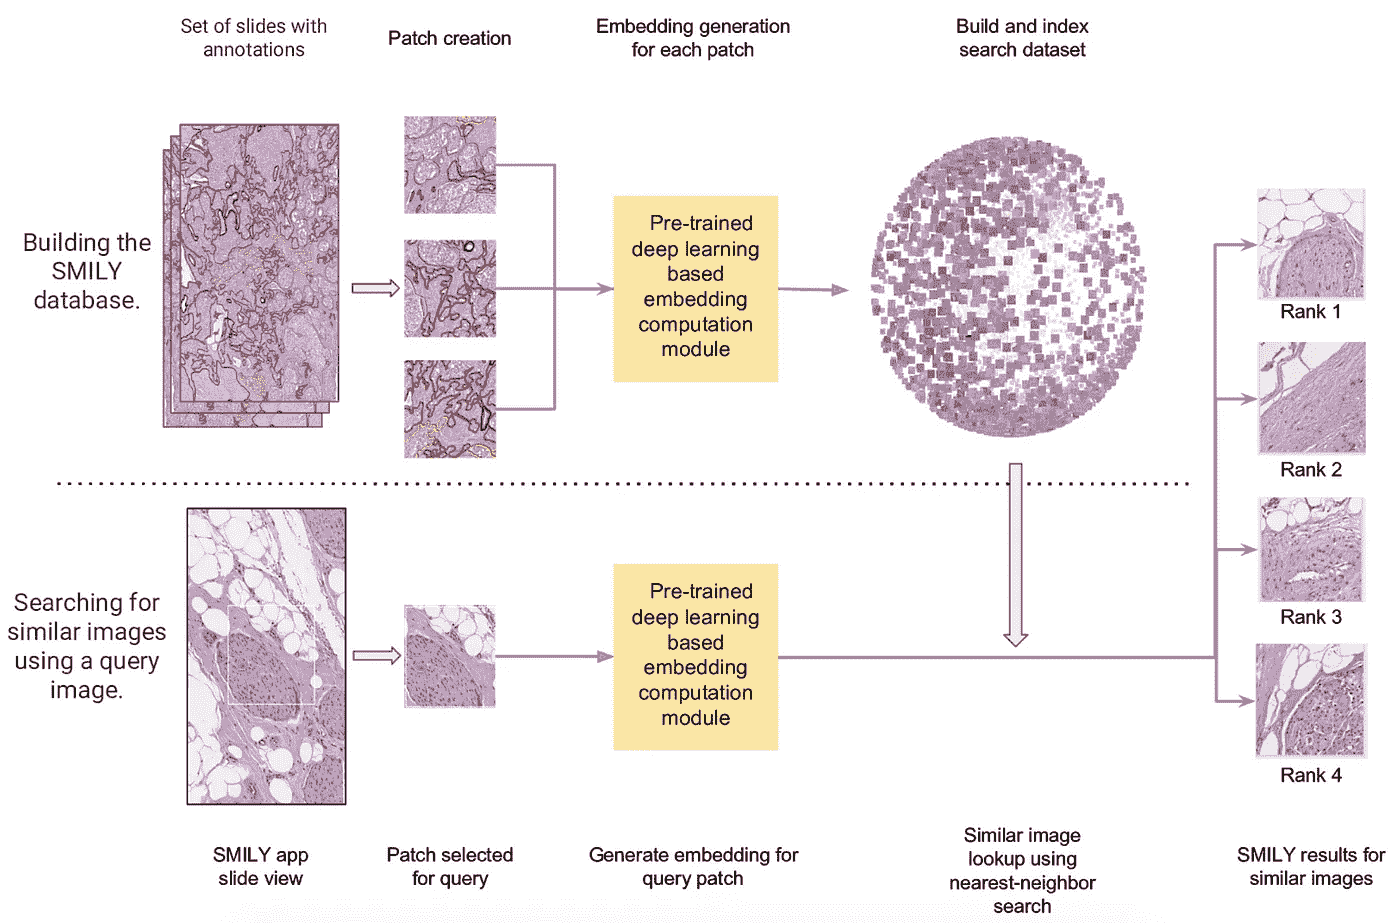 Set of slides with
annotations
Patch creation
Embedding generation
for each patch
Build and index
search dataset
Building the
SMILY
database.
Pre-trained
deep learning
based
embedding
computation
module
Rank 1
Rank 2
Rank 3
Rank 4
Searching for
similar images
using a query
image.
Pre-trained
deep learning
based
embedding
computation
module
SMILY app
slide view
Patch selected
for query
Generate embedding for
query patch
Similar image
lookup using
nearest-neighbor
search
SMILY results for
similar images